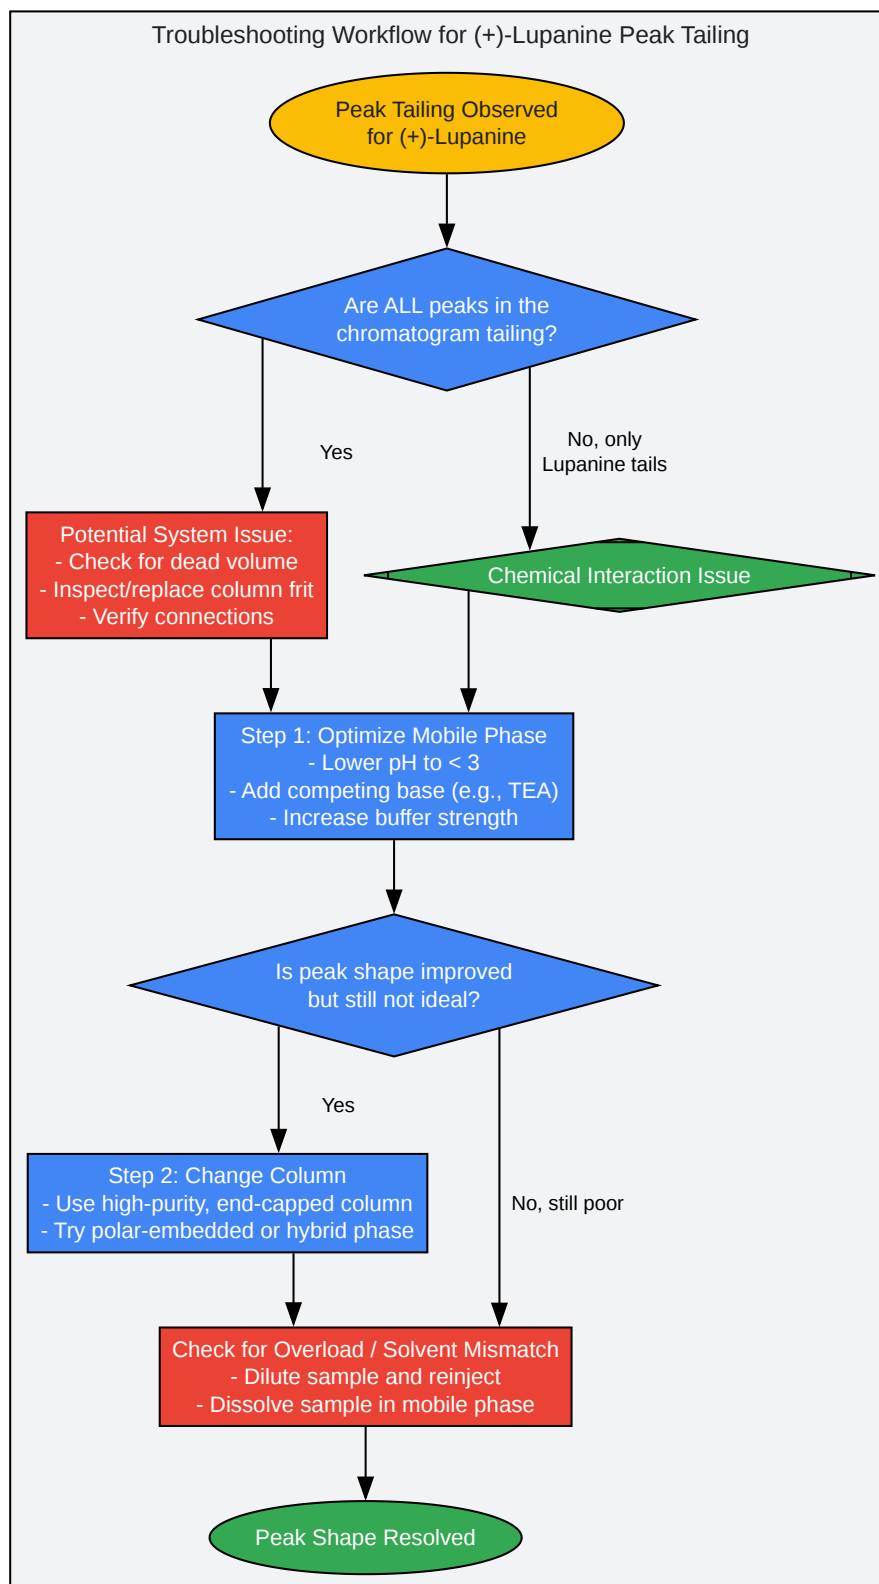 Troubleshooting Workflow for (+)-Lupanine Peak Tailing
Peak Tailing Observed
for (+)-Lupanine
Are ALL peaks in the
chromatogram tailing?
Yes
No, only
Lupanine tails
Potential System Issue:
- Check for dead volume
- Inspect/replace column frit
- Verify connections
Chemical Interaction Issue
Step 1: Optimize Mobile Phase
- Lower pH to < 3
- Add competing base (e.g., TEA)
- Increase buffer strength
Is peak shape improved
but still not ideal?
Yes
Step 2: Change Column
- Use high-purity, end-capped column
- Try polar-embedded or hybrid phase
No, still poor
Check for Overload / Solvent Mismatch
- Dilute sample and reinject
- Dissolve sample in mobile phase
Peak Shape Resolved